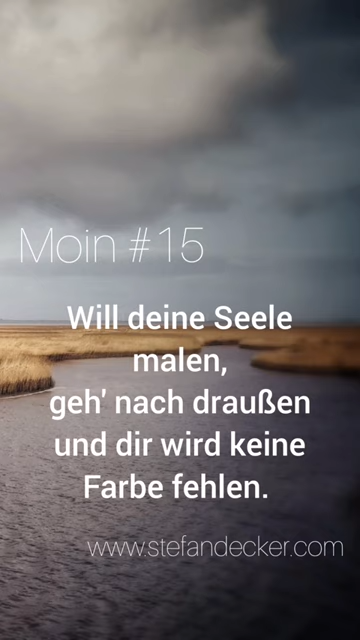 Moin #15
Will deine Seele
malen,
geh' nach draußen
und dir wird keine
Farbe fehlen.
www.stefandecker.com